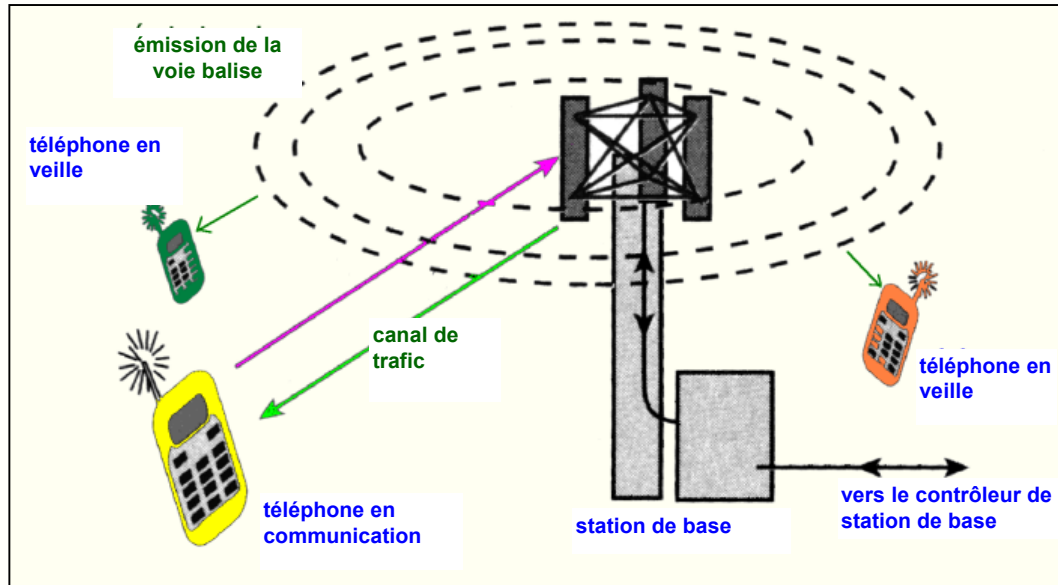 émission de la
voie balise
téléphone en
veille
canal de
trafic
téléphone en
veille
téléphone en
communication
station de base
vers le contrôleur de
station de base